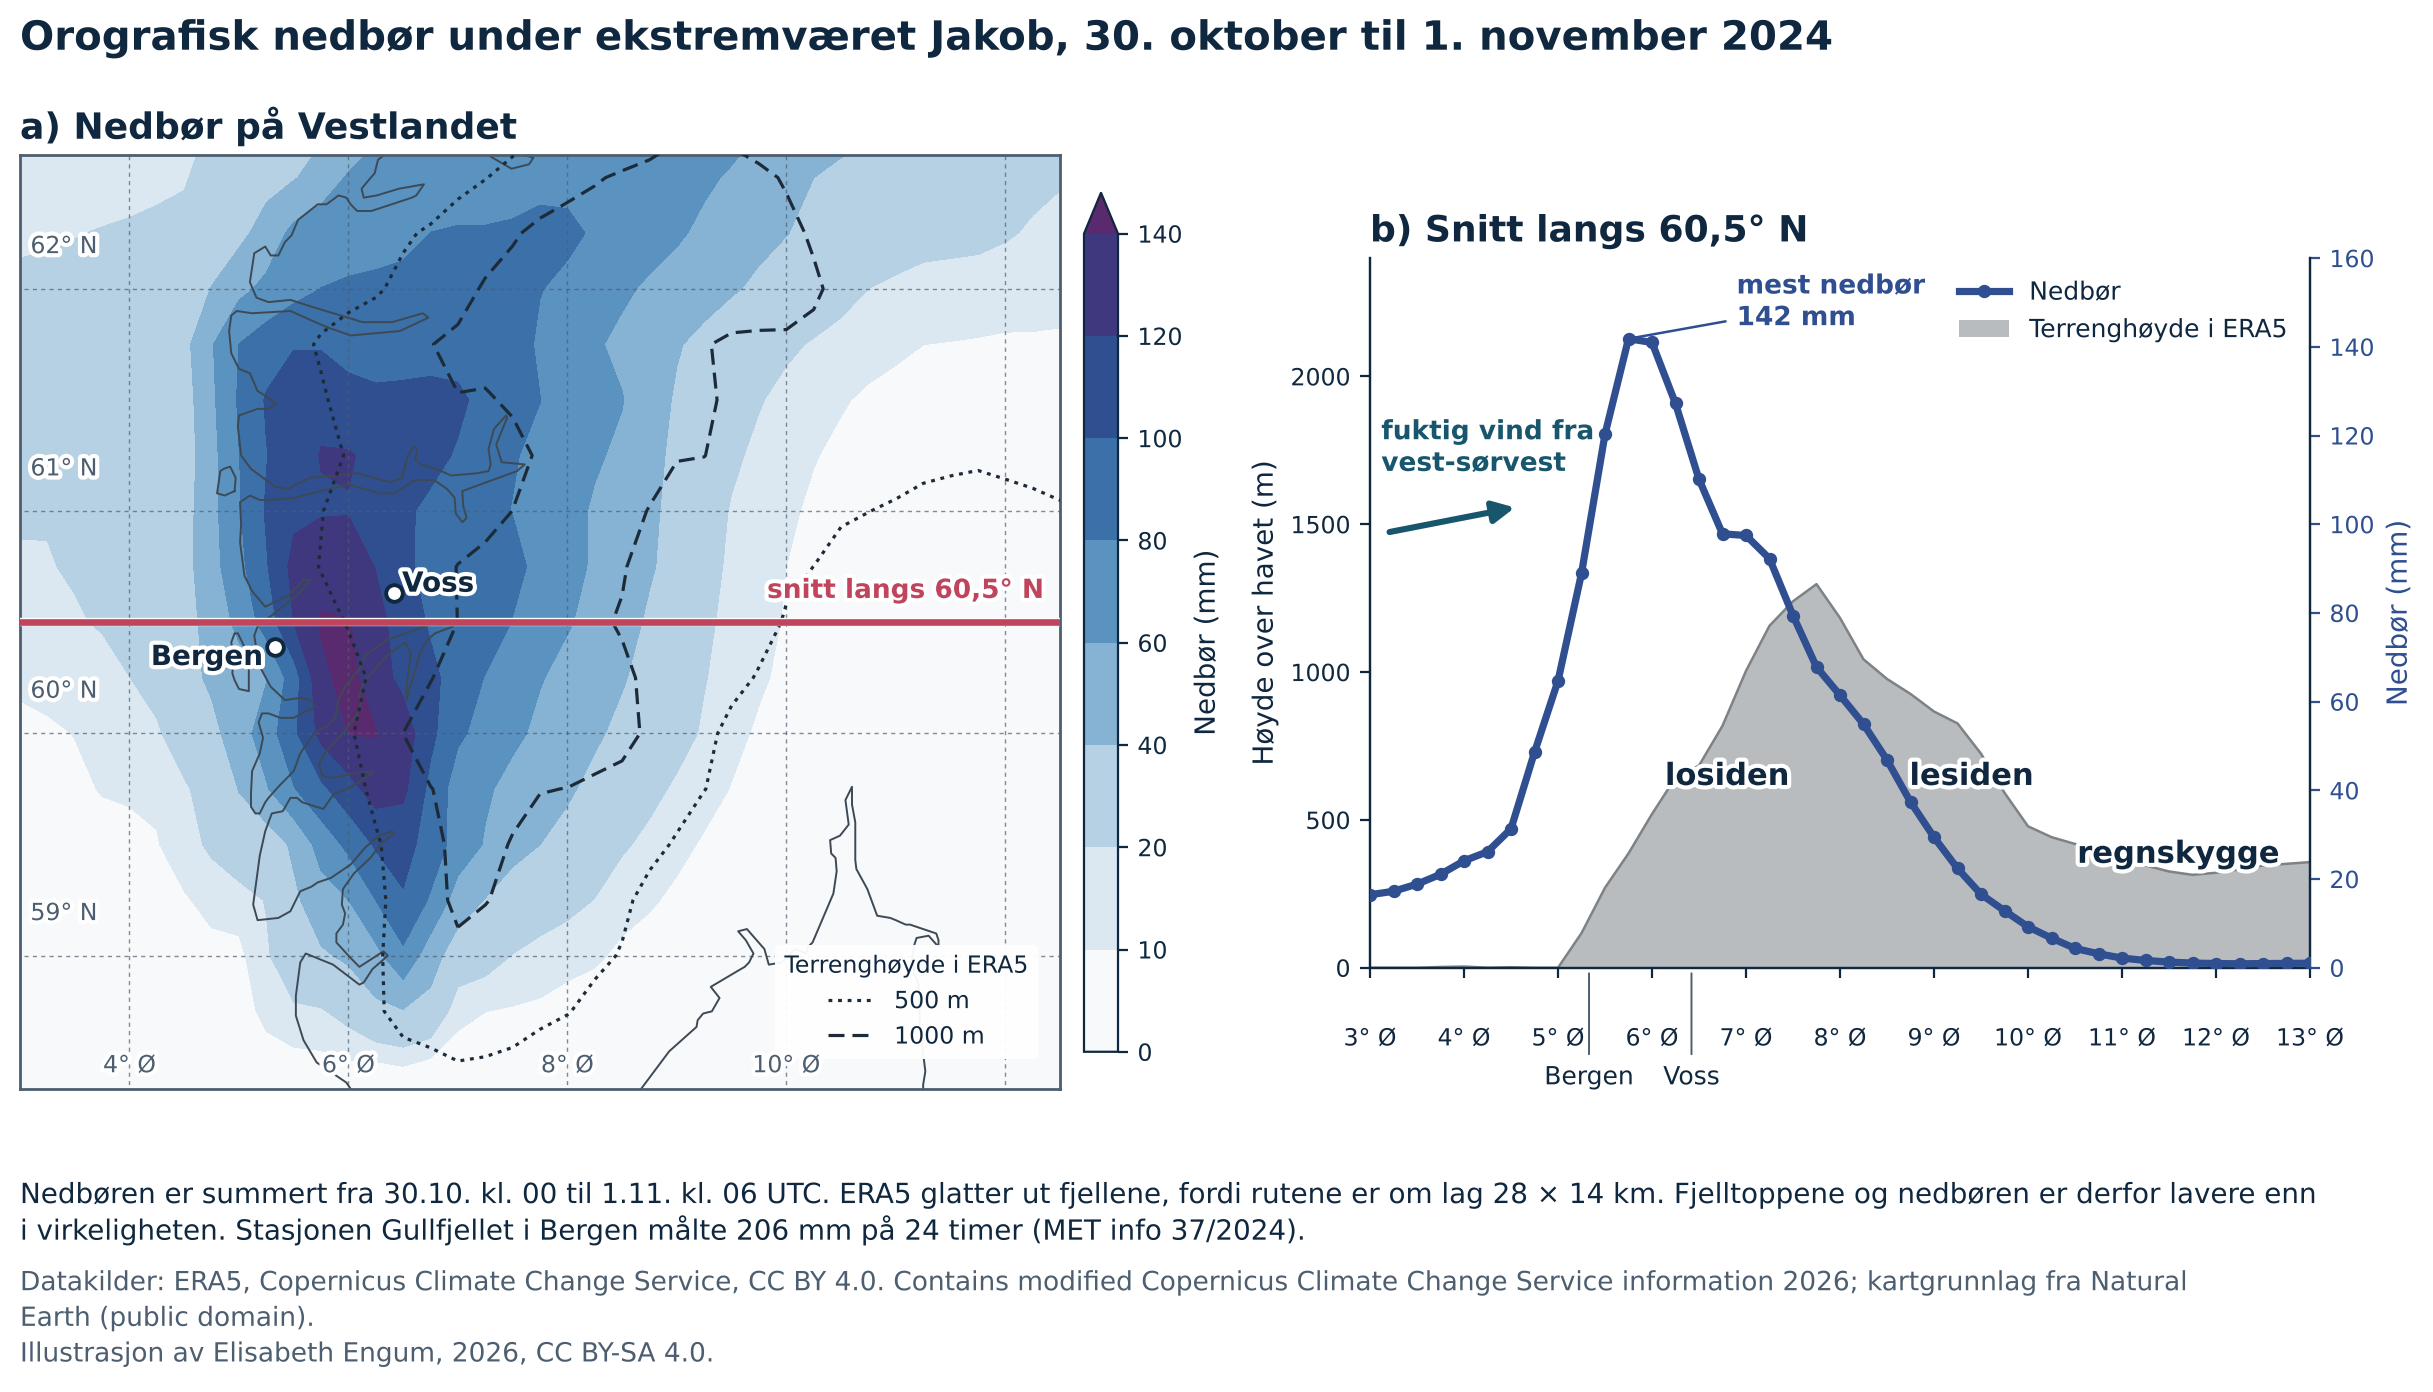 Orografisk nedbør under ekstremværet Jakob, 30. oktober til 1. november 2024
a) Nedbør på Vestlandet
62° N
61° N
60° N
59° N
4° Ø
6° Ø
8° Ø
10° Ø
Voss
Bergen
snitt langs 60,5° N
Terrenghøyde i ERA5
500 m
1000 m
140
120
100
80
60
40
20
10
0
Nedbør (mm)
b) Snitt langs 60,5° N
mest nedbør
142 mm
Nedbør
Terrenghøyde i ERA5
fuktig vind fra
vest-sørvest
losiden
lesiden
regnskygge
Høyde over havet (m)
2000
1500
1000
500
0
160
140
120
100
80
60
40
20
0
Nedbør (mm)
3° Ø
4° Ø
5° Ø
6° Ø
7° Ø
8° Ø
9° Ø
10° Ø
11° Ø
12° Ø
13° Ø
Bergen
Voss
Nedbøren er summert fra 30.10. kl. 00 til 1.11. kl. 06 UTC. ERA5 glatter ut fjellene, fordi rutene er om lag 28 × 14 km. Fjelltoppene og nedbøren er derfor lavere enn
i virkeligheten. Stasjonen Gullfjellet i Bergen målte 206 mm på 24 timer (MET info 37/2024).
Datakilder: ERA5, Copernicus Climate Change Service, CC BY 4.0. Contains modified Copernicus Climate Change Service information 2026; kartgrunnlag fra Natural
Earth (public domain).
Illustrasjon av Elisabeth Engum, 2026, CC BY-SA 4.0.